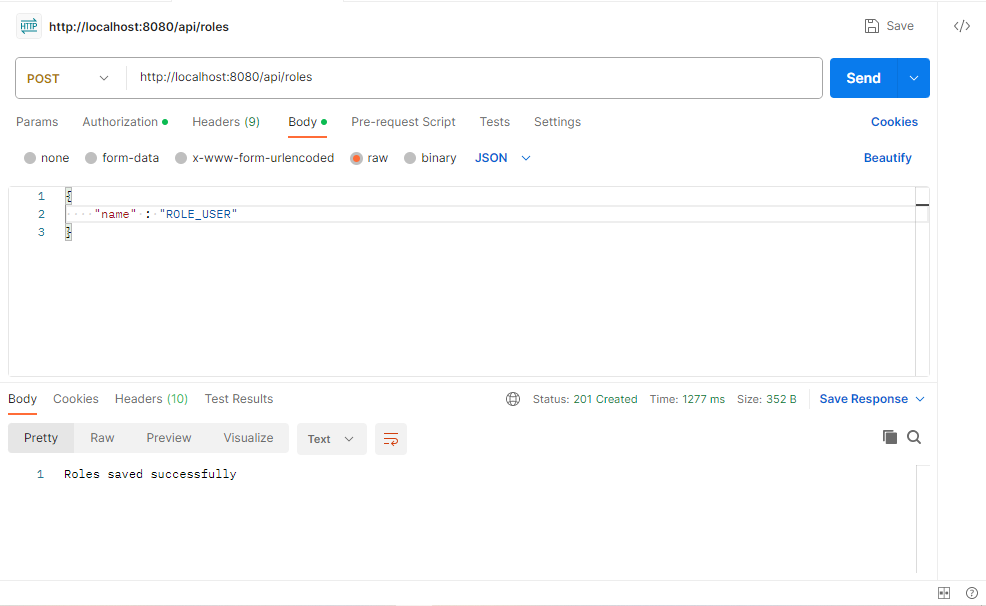 HTTP http://localhost:8080/api/roles Save </>
POST http://localhost:8080/api/roles Send
Params Authorization Headers (9) Body Pre-request Script Tests Settings Cookies
none form-data x-www-form-urlencoded raw binary JSON Beautify
1 {
2 ····"name"·:·"ROLE_USER"
3 }
Body Cookies Headers (10) Test Results Status: 201 Created Time: 1277 ms Size: 352 B Save Response
Pretty Raw Preview Visualize Text
1 Roles saved successfully